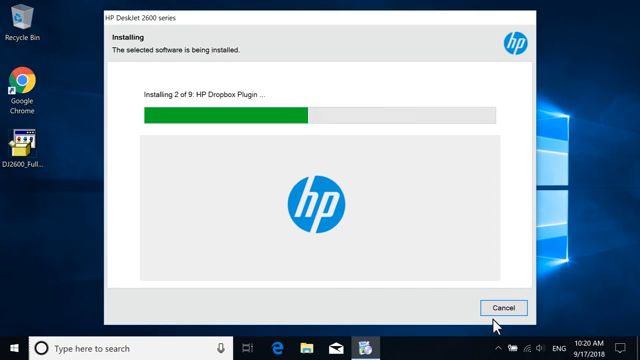 HP DeskJet 2600 series
Recycle Bin
Installing
The selected software is being installed.
hp
Google
Chrome
Installing 2 of 9: HP Dropbox Plugin ...
DJ2600_Full...
hp
Cancel
Type here to search
ENG
10:20 AM
9/17/2018